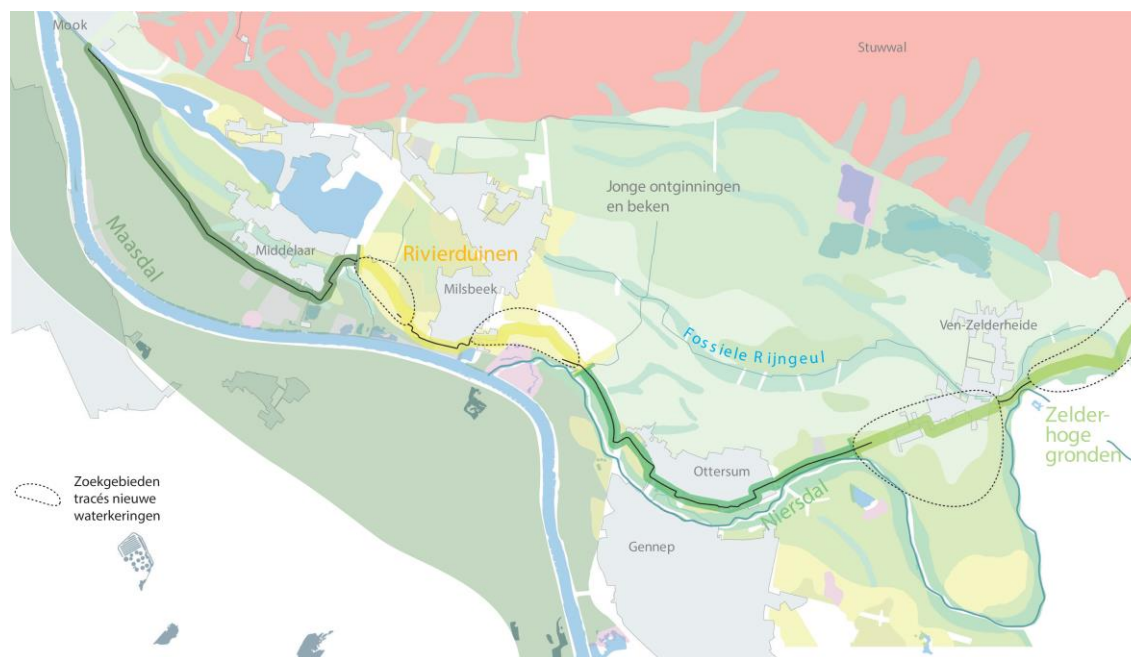 Mook
Stuwwal
Jonge ontginningen
en beken
Maasdal
Middelaar
Rivierduinen
Milsbeek
Fossiele Rijngeul
Ven-Zelderheide
Zelder-
hoge
gronden
Zoekgebieden
tracés nieuwe
waterkeringen
Ottersum
Niersdal
Gennep